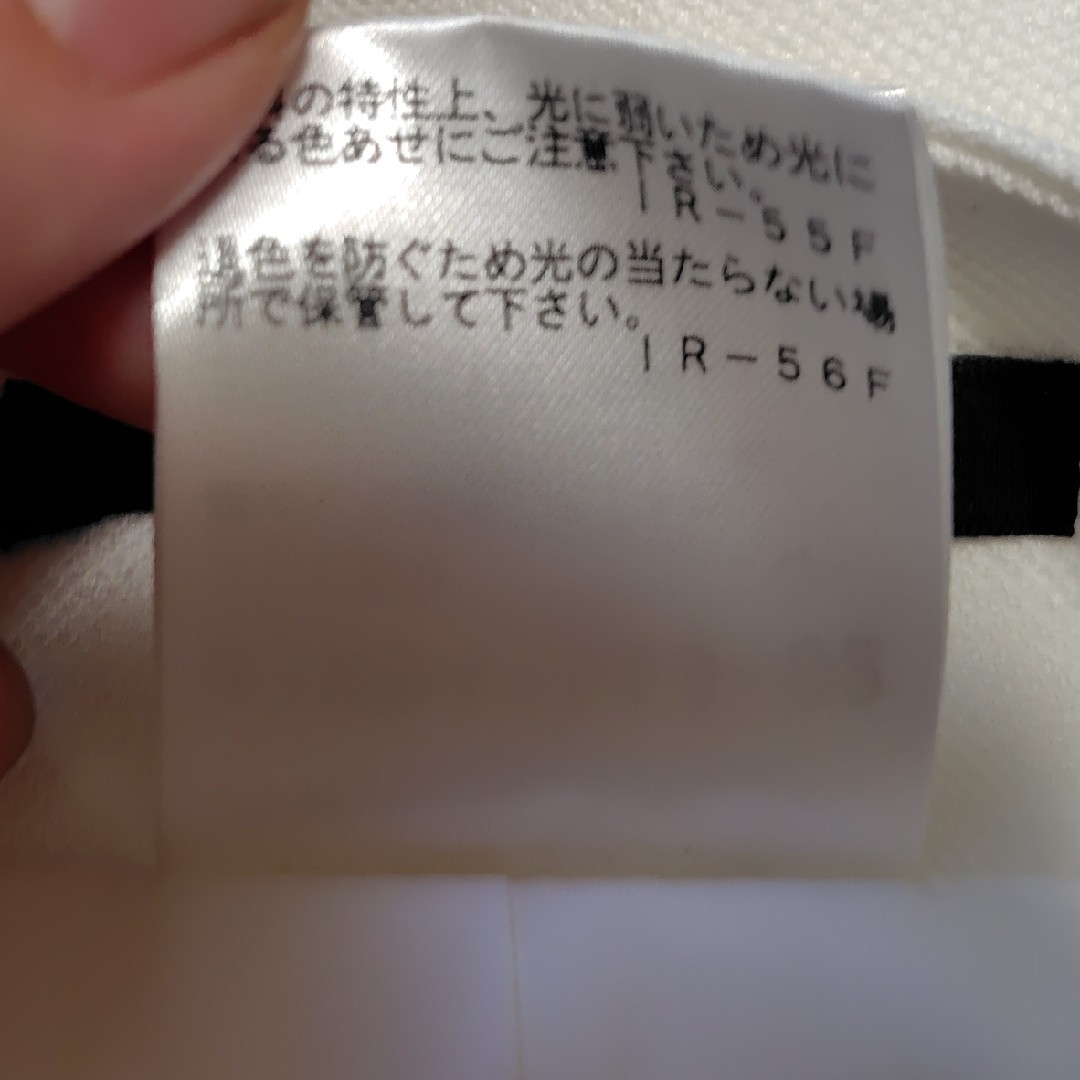 の特性上、光に弱いため光に
る色あせにご注意下さい。
IR-55F
退色を防ぐため光の当たらない場
所で保管して下さい。
IR-56F